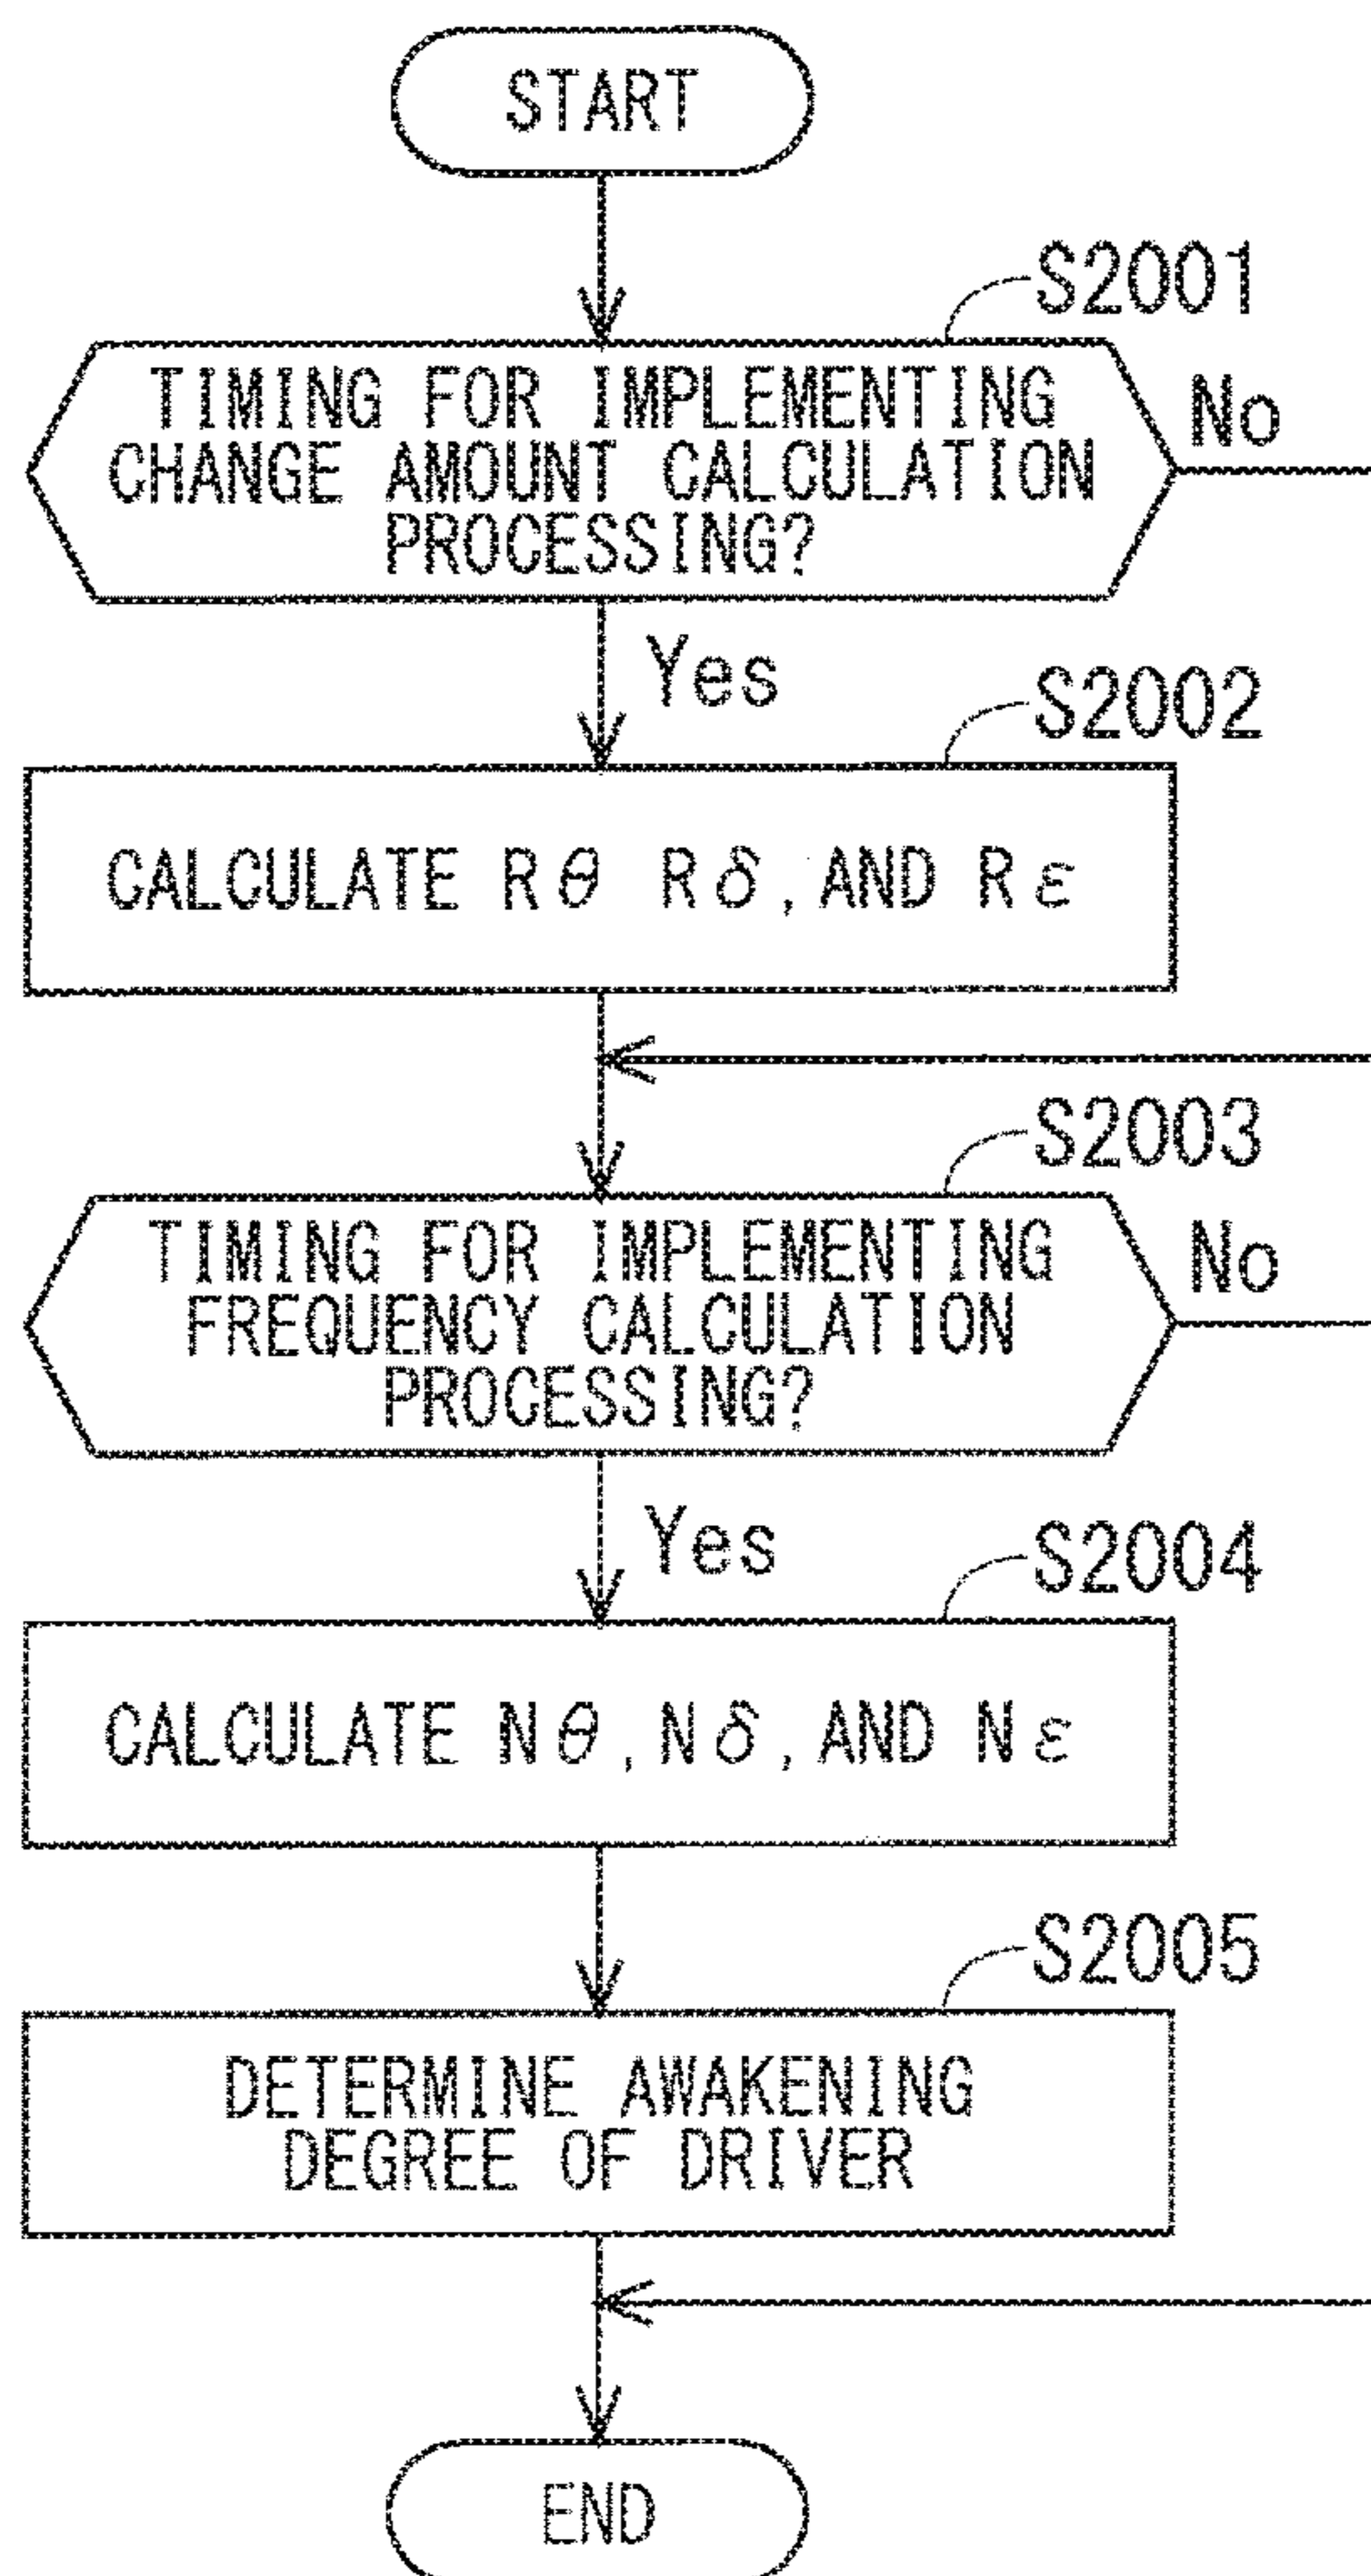 START
S2001
TIMING FOR IMPLEMENTING
CHANGE AMOUNT CALCULATION
PROCESSING?
No
Yes
S2002
CALCULATE Rθ Rδ, AND Rε
S2003
TIMING FOR IMPLEMENTING
FREQUENCY CALCULATION
PROCESSING?
No
Yes
S2004
CALCULATE Nθ, Nδ, AND Nε
S2005
DETERMINE AWAKENING
DEGREE OF DRIVER
END